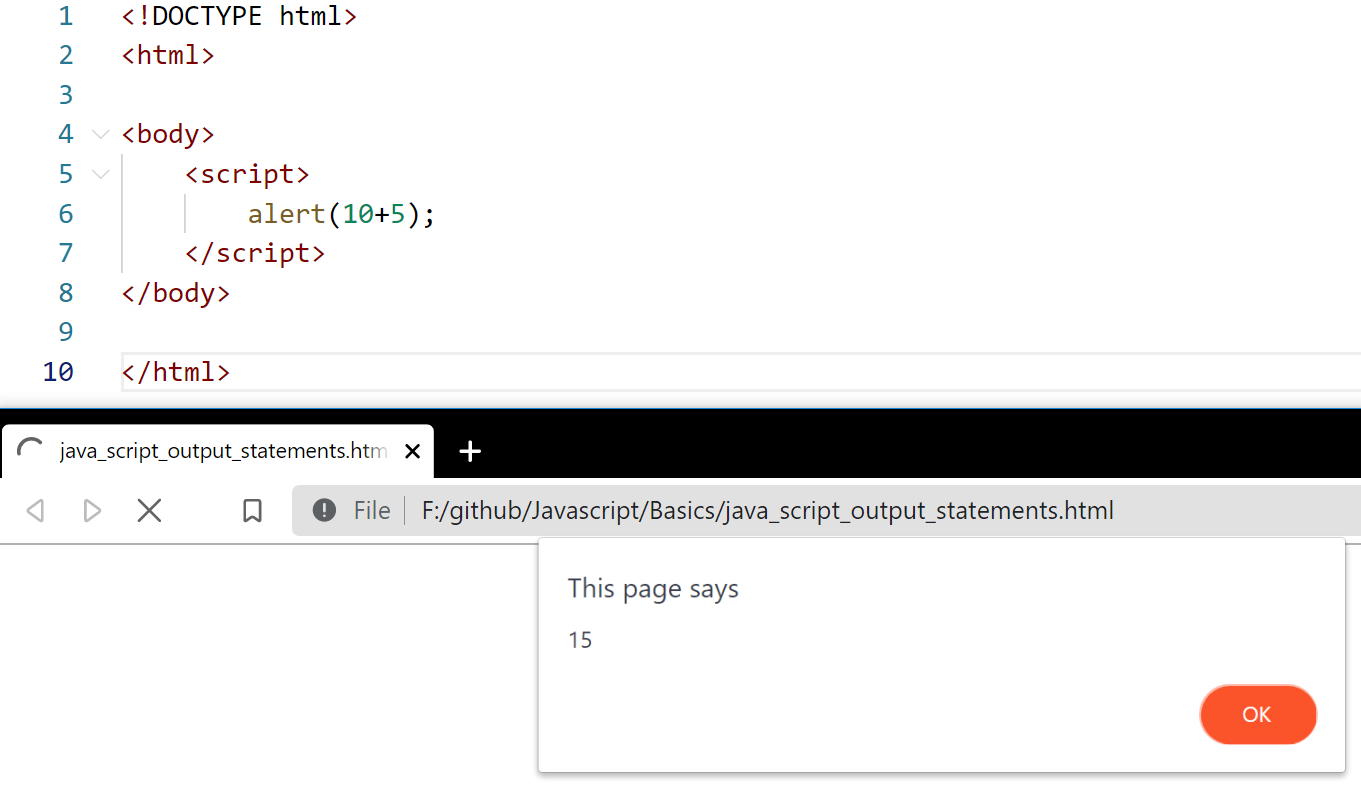 1 <!DOCTYPE html>
2 <html>
3
4 <body>
5 <script>
6 alert(10+5);
7 </script>
8 </body>
9
10 </html>
java_script_output_statements.htm
File F:/github/Javascript/Basics/java_script_output_statements.html
This page says
15
OK